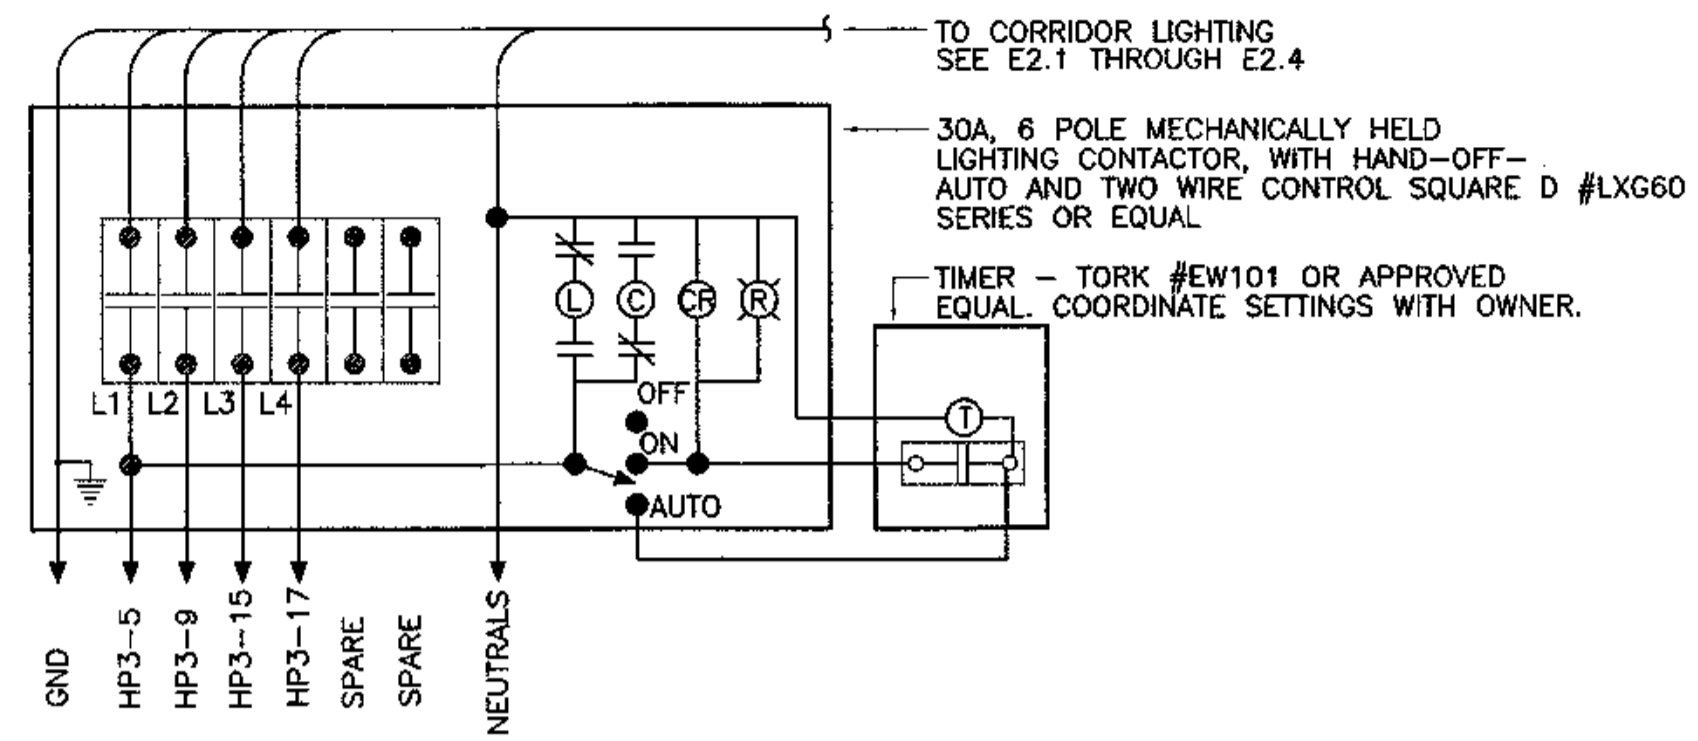 TO CORRIDOR LIGHTING
SEE E2.1 THROUGH E2.4
30A, 6 POLE MECHANICALLY HELD
LIGHTING CONTACTOR, WITH HAND-OFF-
AUTO AND TWO WIRE CONTROL SQUARE D #LXG60
SERIES OR EQUAL
TIMER - TORK #EW101 OR APPROVED
EQUAL. COORDINATE SETTINGS WITH OWNER.
L
C
CR
R
OFF
L1 L2 L3 L4
T
ON
AUTO
GND
HP3-5
HP3-9
HP3-15
HP3-17
SPARE
SPARE
NEUTRALS